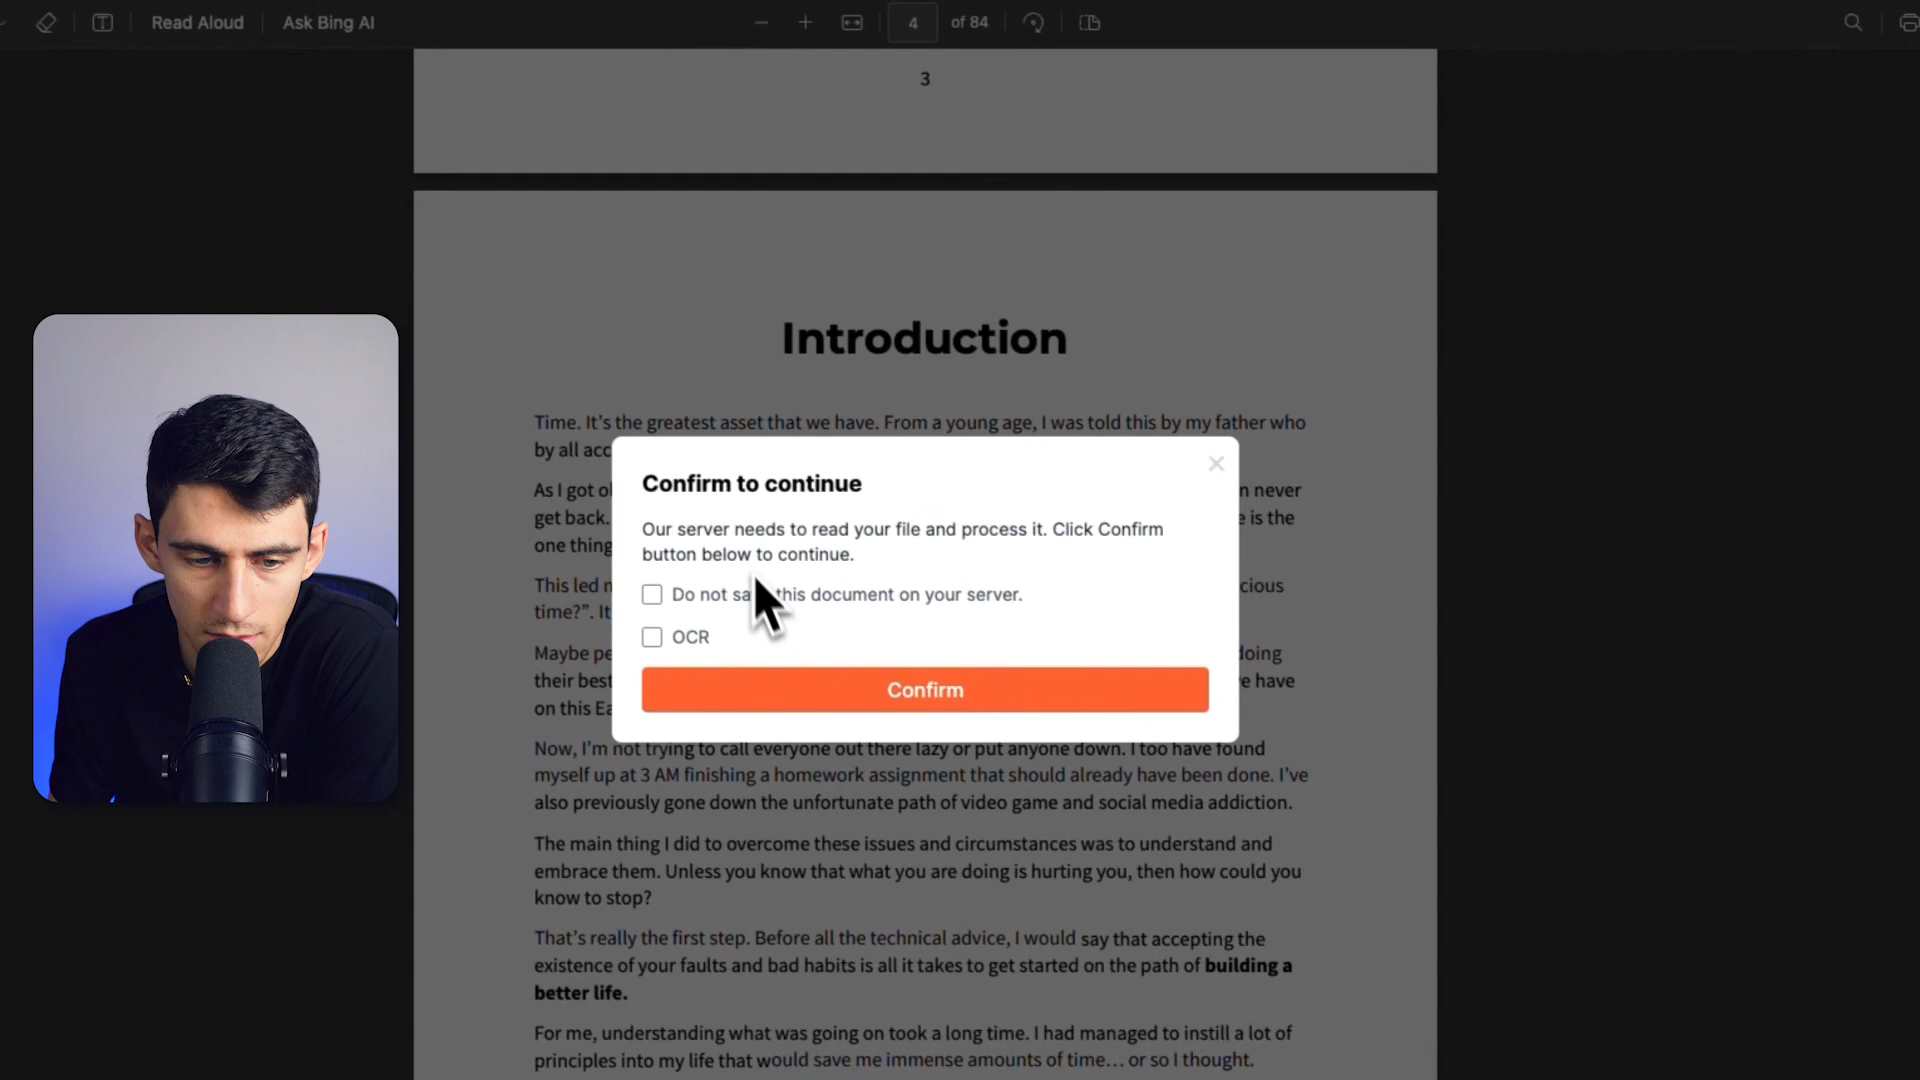 Read Aloud
Ask Bing AI
4
of 84
3
Introduction
Time. It's the greatest asset that we have. From a young age, I was told this by my father who
by all acc
As I got ol
n never
get back.
e is the
one thing
This led n
cious
time?”. It
Maybe pe
doing
their best
e have
on this Ea
Confirm to continue
Our server needs to read your file and process it. Click Confirm
button below to continue.
Do not sa this document on your server.
OCR
Confirm
Now, I'm not trying to call everyone out there lazy or put anyone down. I too have found
myself up at 3 AM finishing a homework assignment that should already have been done. I've
also previously gone down the unfortunate path of video game and social media addiction.
The main thing I did to overcome these issues and circumstances was to understand and
embrace them. Unless you know that what you are doing is hurting you, then how could you
know to stop?
That's really the first step. Before all the technical advice, I would say that accepting the
existence of your faults and bad habits is all it takes to get started on the path of building a
better life.
For me, understanding what was going on took a long time. I had managed to instill a lot of
principles into my life that would save me immense amounts of time... or so I thought.